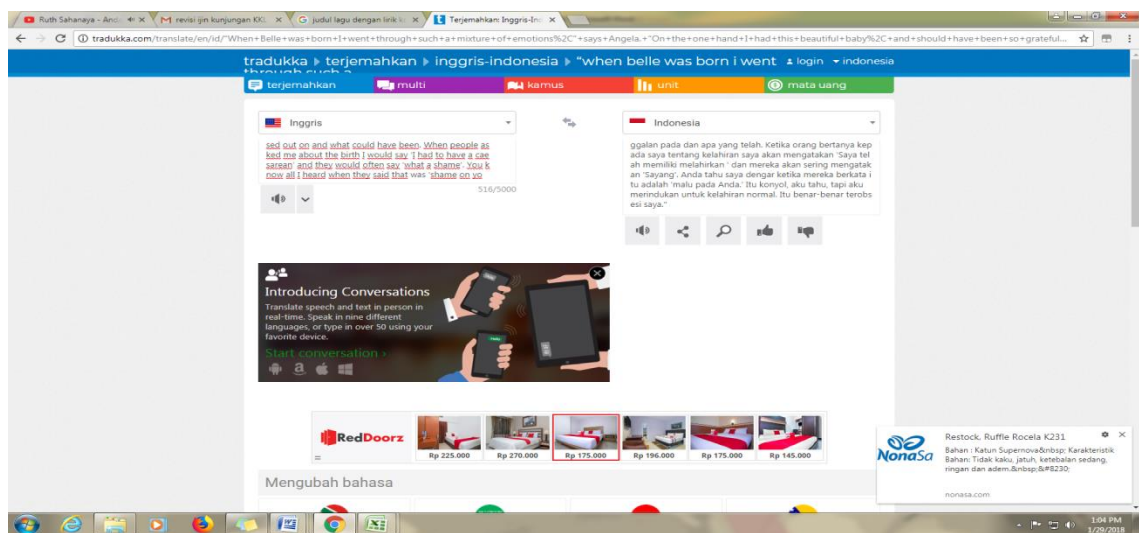 Ruth Sahanaya - And
M revisi ijin kunjungan KKL
G judul lagu dengan lirik k
Terjemahkan Inggris-Ind
tradukka.com/translate/en/id/"When+Belle+was+born+I+went+through+such+a+mixture+of+emotions%2C"+says+Angela.+"On+the+one+hand+I+had+this+beautiful+baby%2C+and+should+have+been+so+grateful...
tradukka terjemahkan inggris-indonesia "when belle was born i went
through such a
login indonesia
terjemahkan
multi
kamus
unit
mata uang
Inggris
Indonesia
sed out on and what could have been. When people as
ked me about the birth I would say 'I had to have a cae
sarean' and they would often say 'what a shame'. You k
now all I heard when they said that was 'shame on yo
516/5000
ggalan pada dan apa yang telah. Ketika orang bertanya kep
ada saya tentang kelahiran saya akan mengatakan 'Saya tel
ah memiliki melahirkan ' dan mereka akan sering mengatak
an 'Sayang'. Anda tahu saya dengar ketika mereka berkata i
tu adalah 'malu pada Anda.' Itu konyol, aku tahu, tapi aku
merindukan untuk kelahiran normal. Itu benar-benar terobs
esi saya."
Introducing Conversations
Translate speech and text in person in
real-time. Speak in nine different
languages, or type in over 50 using your
favorite device.
Start conversation ›
RedDoorz
Rp 225.000
Rp 270.000
Rp 175.000
Rp 196.000
Rp 175.000
Rp 145.000
Mengubah bahasa
NonaSa
Restock, Ruffle Rocela K231
Bahan : Katun Supernova&nbsp; Karakteristik
Bahan: Tidak kaku, jatuh, ketebalan sedang,
ringan dan adem.&nbsp;&#8230;
nonasa.com
1:04 PM
1/29/2018